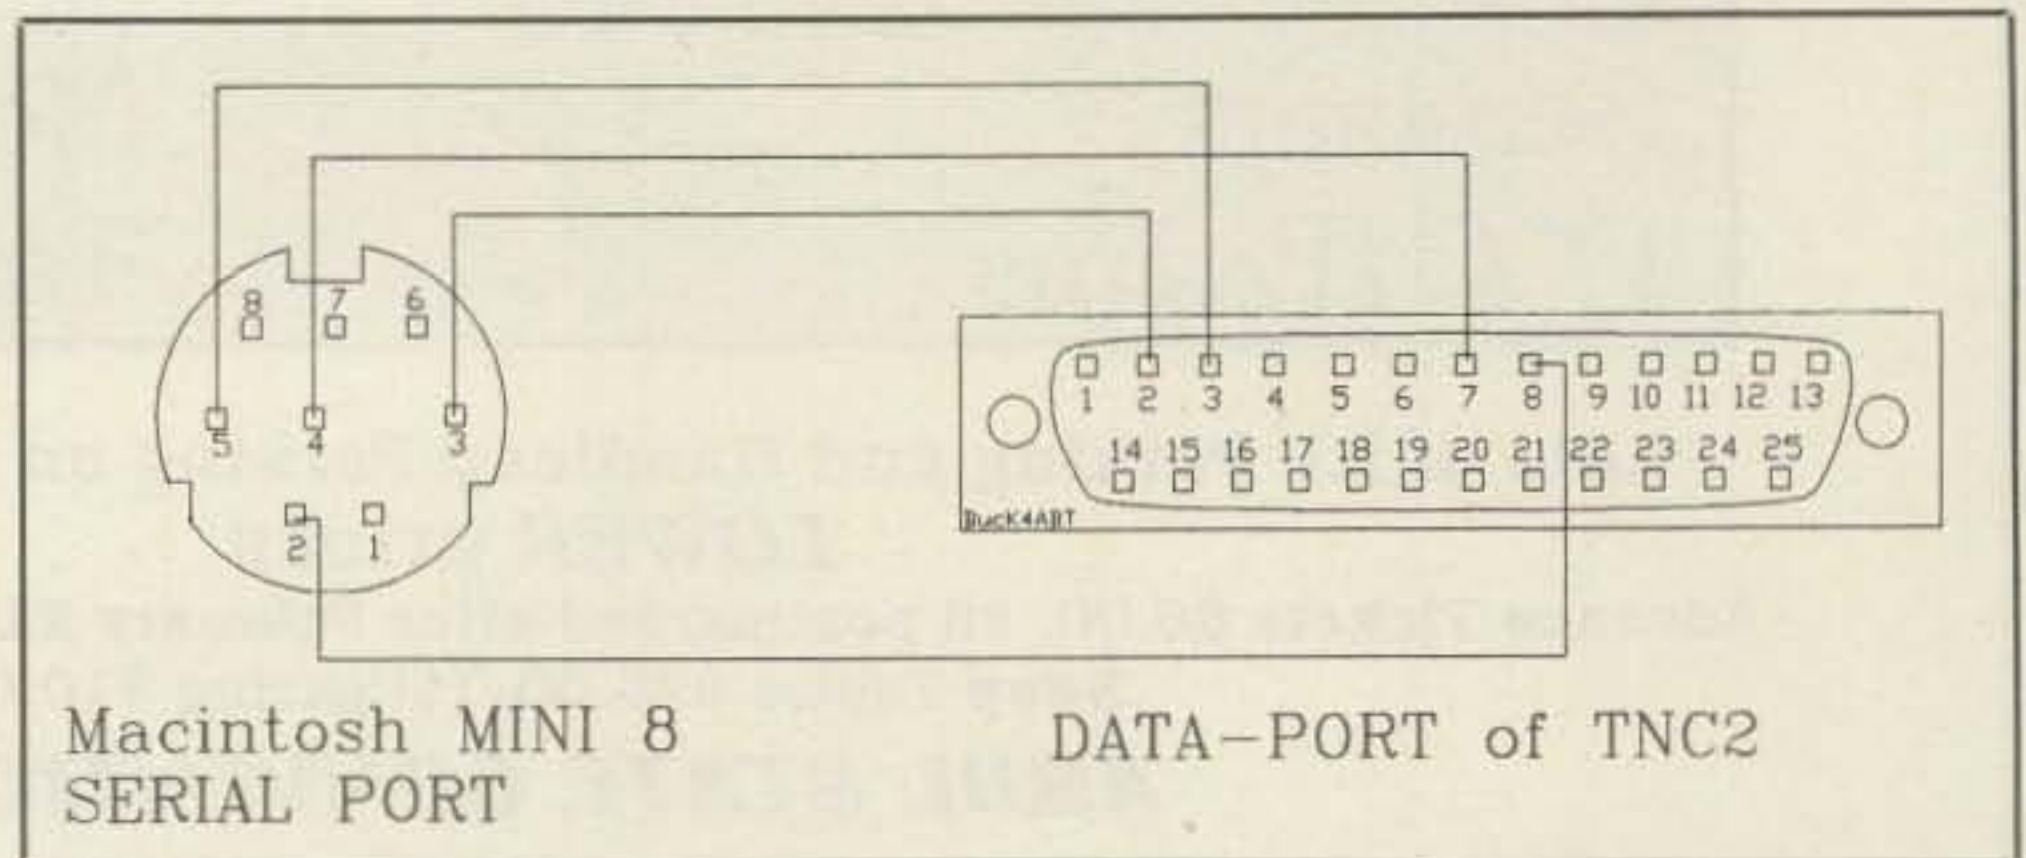 8 7 6
5 4 3
2 1
1 2 3 4 5 6 7 8 9 10 11 12 13
14 15 16 17 18 19 20 21 22 23 24 25
BucK4ABT
Macintosh MINI 8
SERIAL PORT
DATA-PORT of TNC2